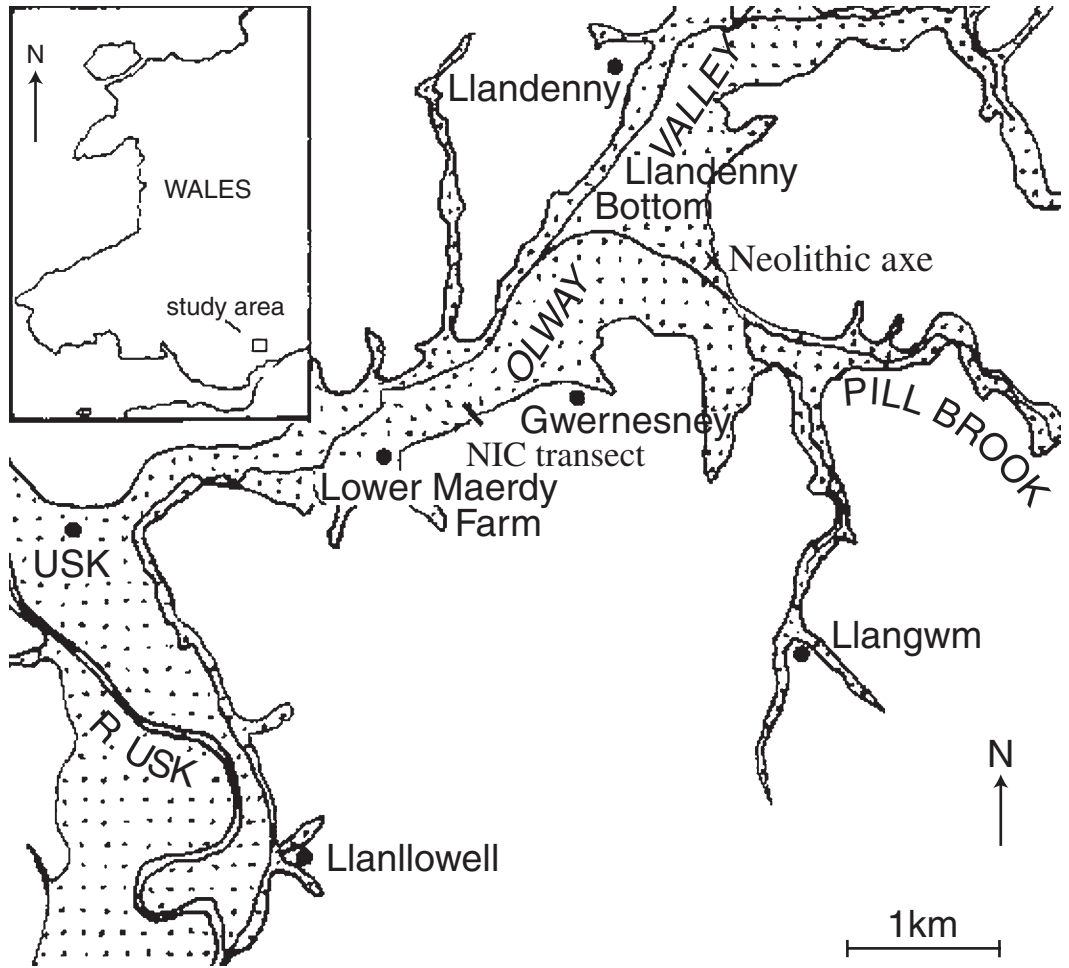 N
WALES
study area
Llandenny
VALLEY
Llandenny
Bottom
Neolithic axe
OLWAY
PILL BROOK
Gwernesney
NIC transect
Lower Maerdy
Farm
USK
Llangwm
R. USK
N
Llanllowell
1km